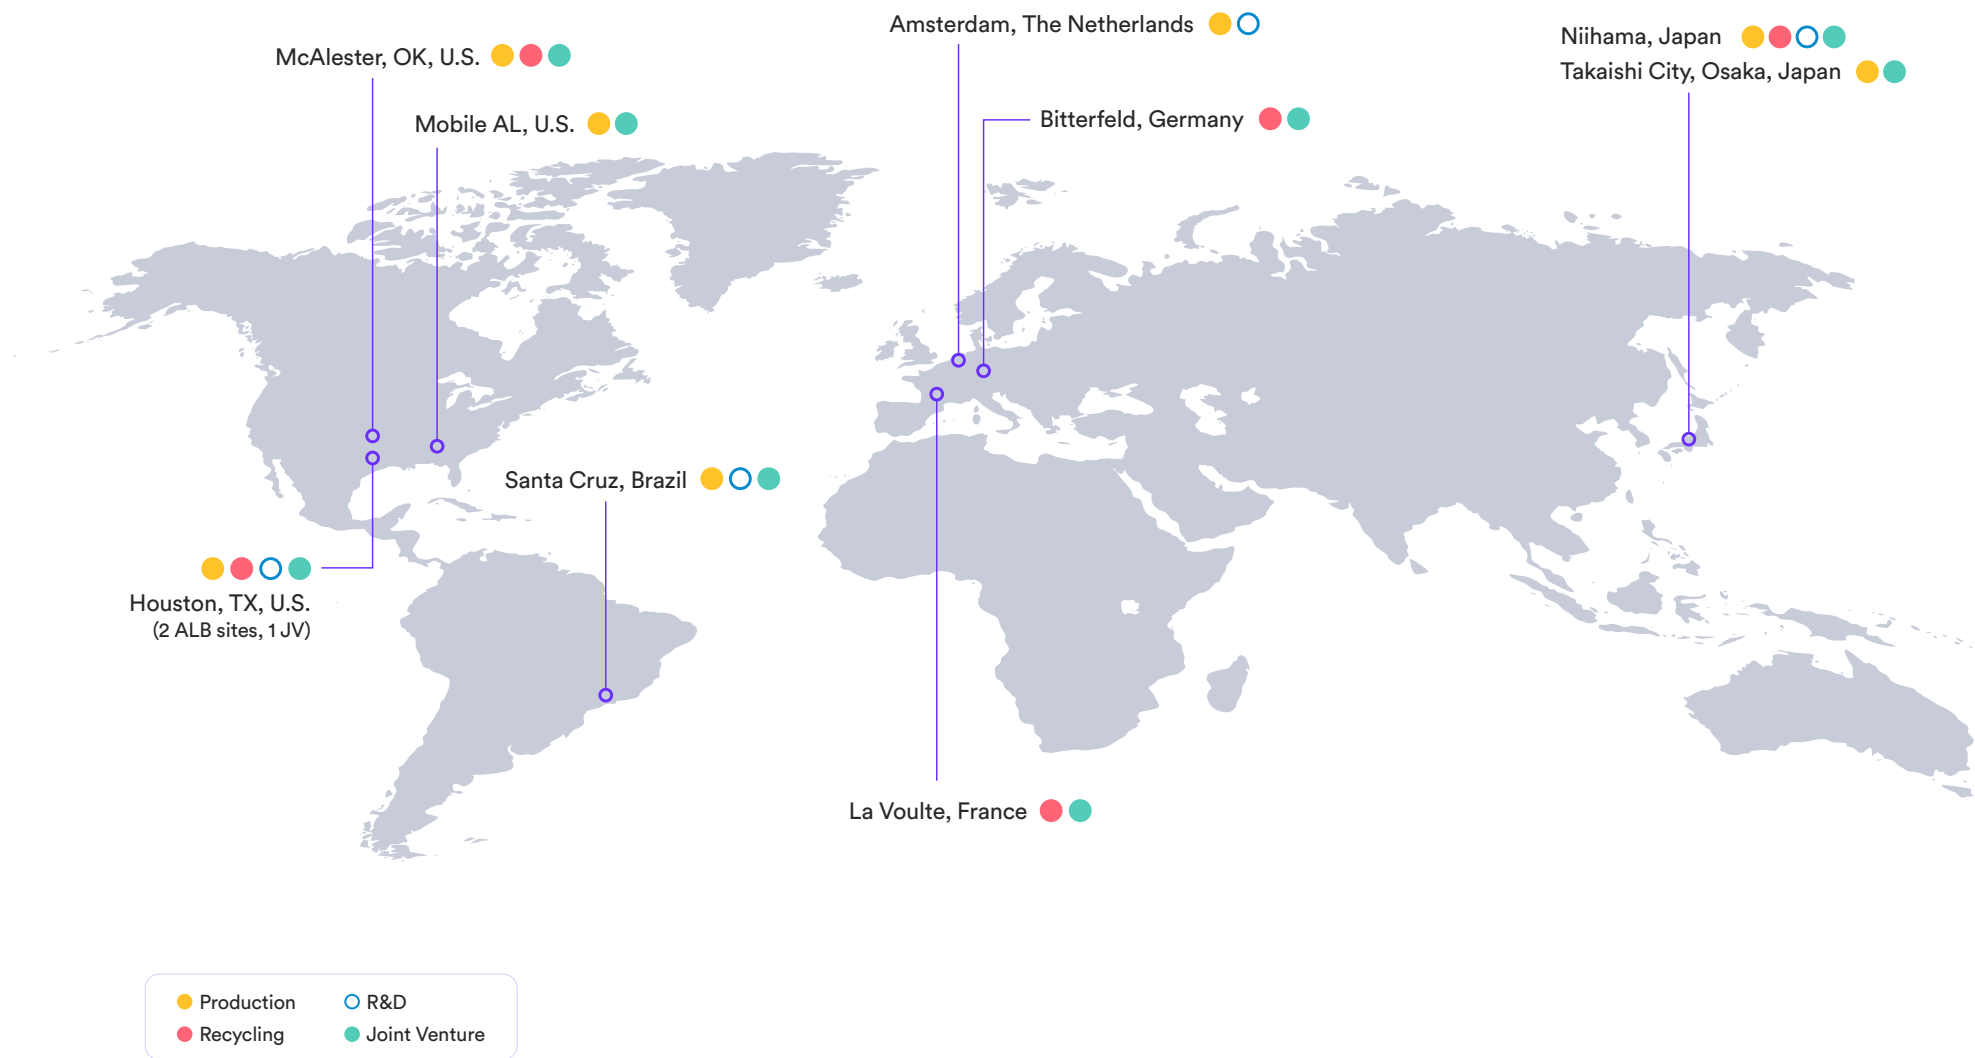 Amsterdam, The Netherlands
Niihama, Japan
McAlester, OK, U.S.
Takaishi City, Osaka, Japan
Mobile AL, U.S.
Bitterfeld, Germany
Santa Cruz, Brazil
Houston, TX, U.S.
(2 ALB sites, 1 JV)
La Voulte, France
Production
R&D
Recycling
Joint Venture